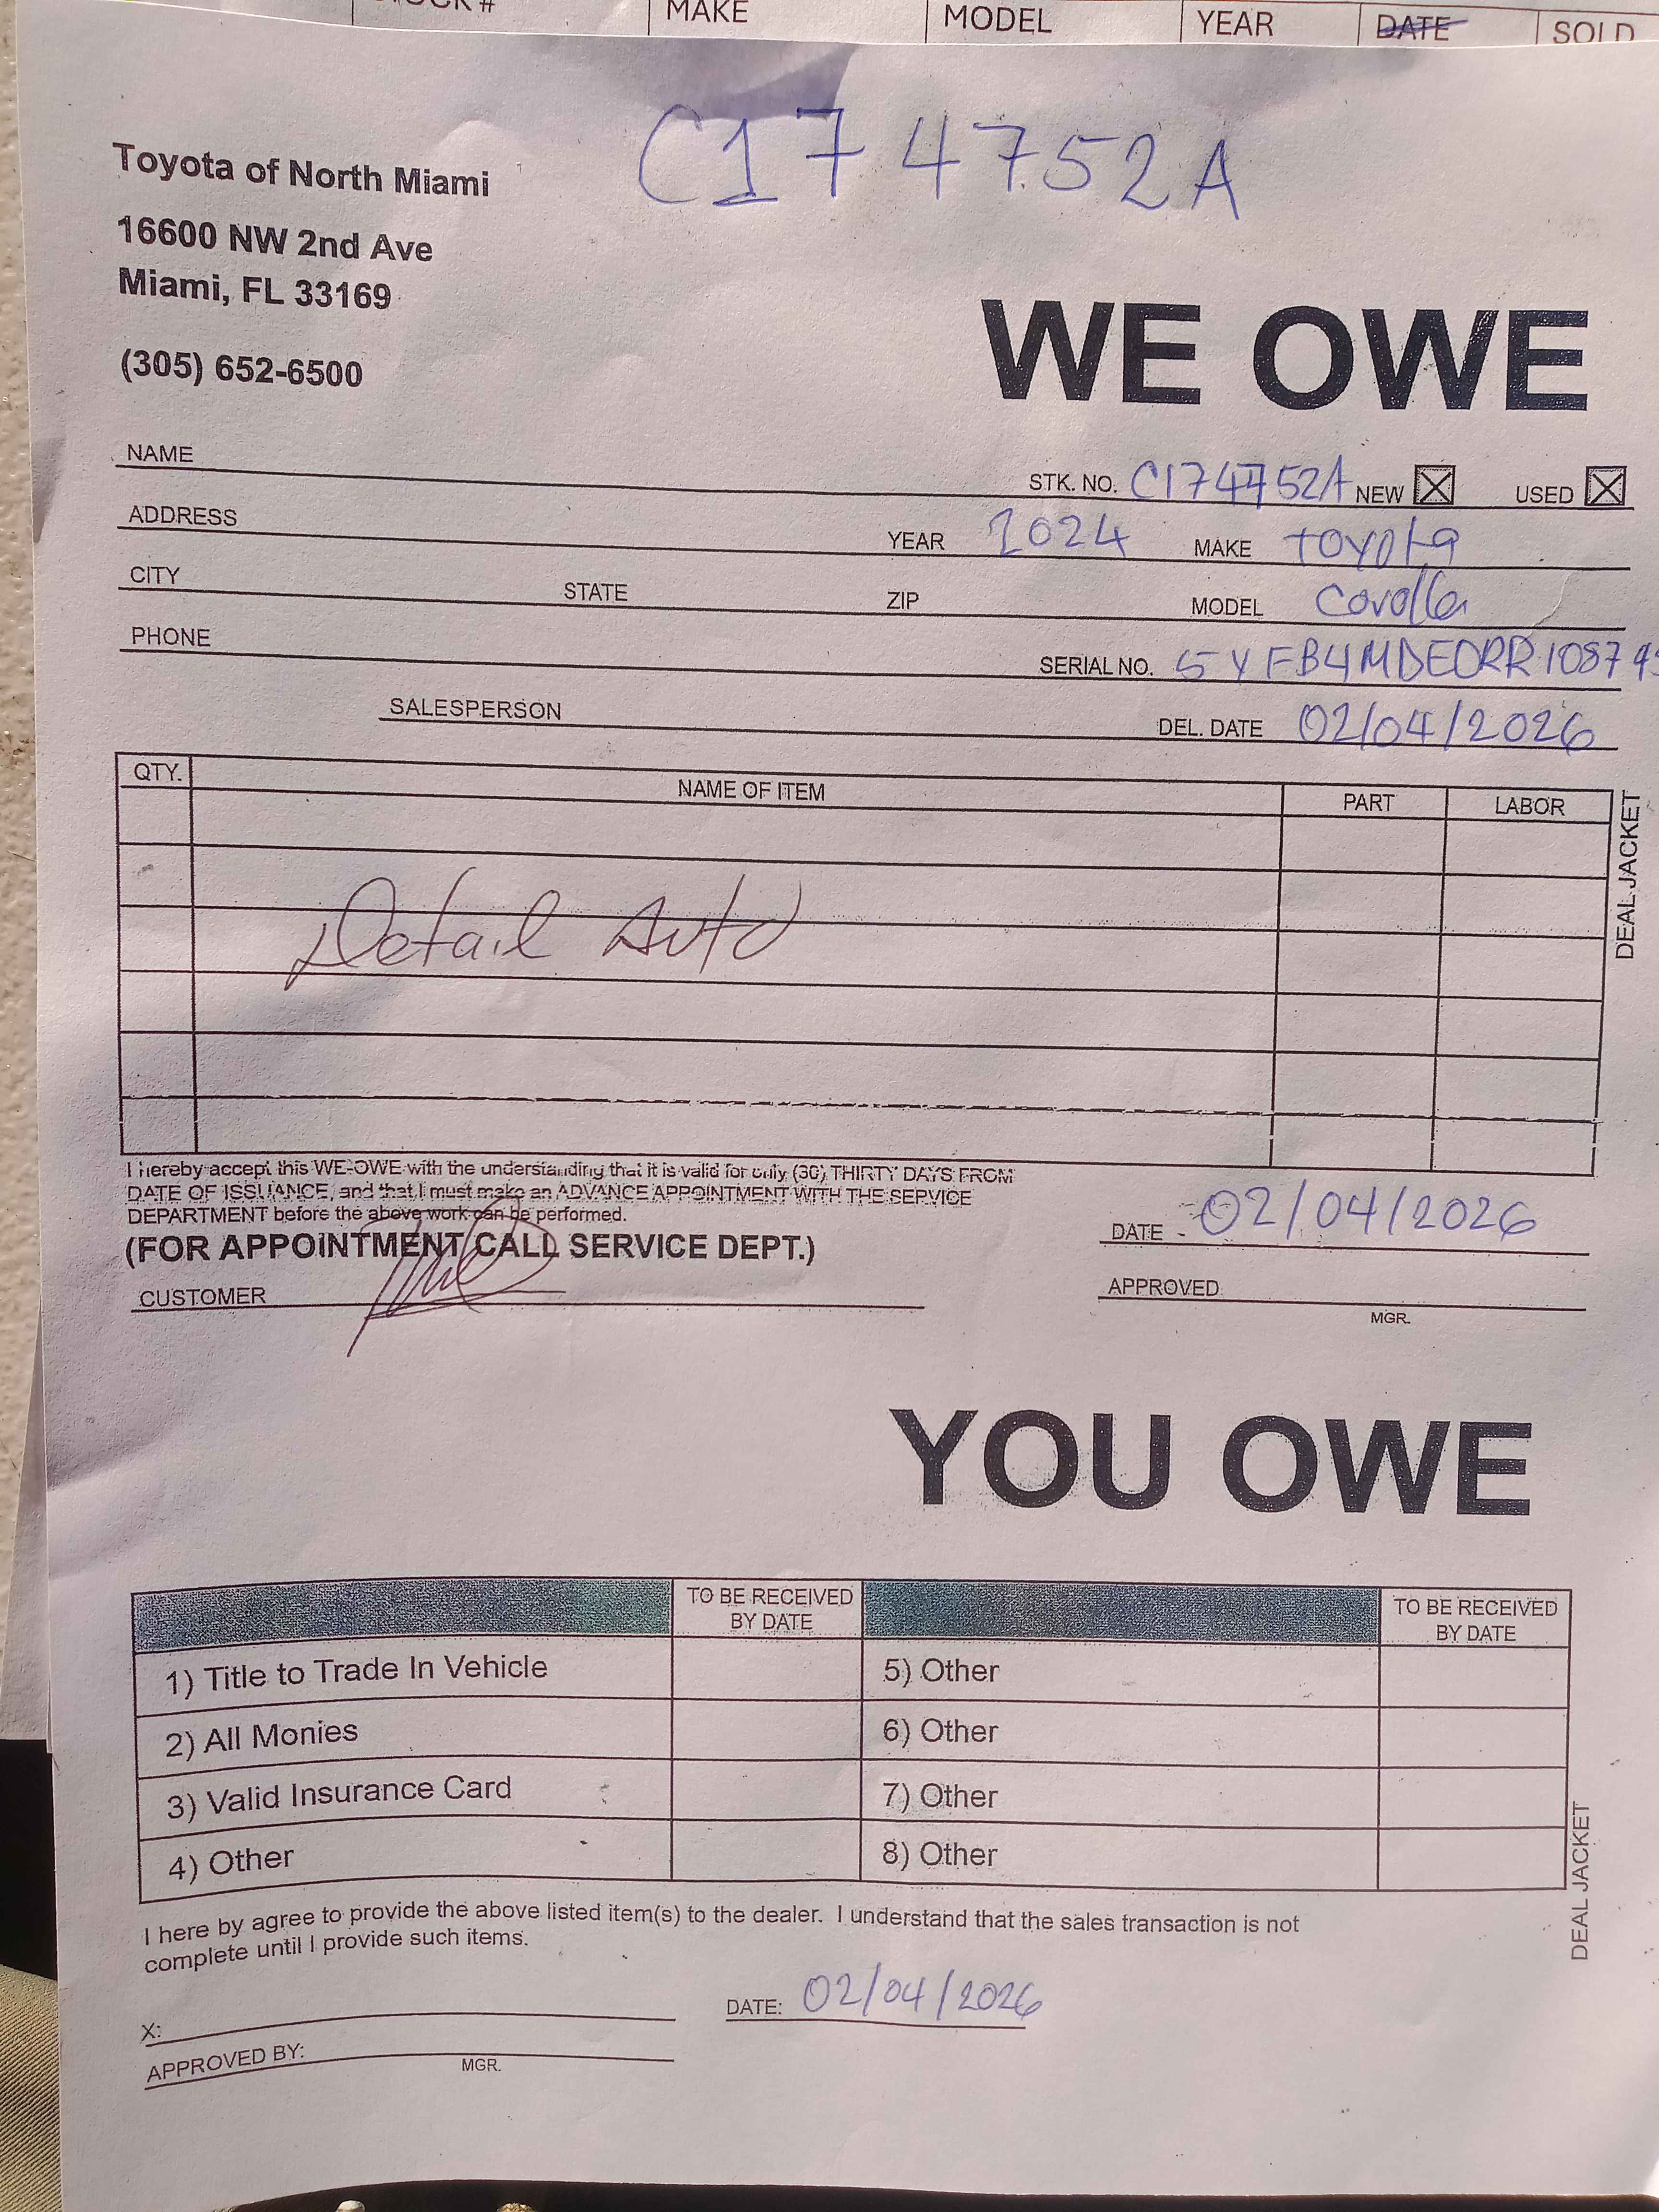 MAKE MODEL YEAR DATE SOLD
C174752A
Toyota of North Miami
16600 NW 2nd Ave
Miami, FL 33169
(305) 652-6500
WE OWE
NAME
STK. NO. C174752A NEW ☒ USED ☒
ADDRESS
YEAR 2024 MAKE TOYOTA
CITY STATE ZIP MODEL Corolla
PHONE
SERIAL NO.
SALESPERSON
DEL. DATE 02/04/2026
QTY. NAME OF ITEM PART LABOR
Detail Auto
DEAL JACKET
I hereby accept this WE-OWE with the understanding that it is valid for only (30) THIRTY DAYS FROM
DATE OF ISSUANCE, and that I must make an ADVANCE APPOINTMENT WITH THE SERVICE
DEPARTMENT before the above work can be performed.
(FOR APPOINTMENT CALL SERVICE DEPT.)
DATE - 02/04/2026
CUSTOMER
APPROVED
MGR.
YOU OWE
TO BE RECEIVED BY DATE TO BE RECEIVED BY DATE
1) Title to Trade In Vehicle 5) Other
2) All Monies 6) Other
3) Valid Insurance Card 7) Other
4) Other 8) Other
DEAL JACKET
I here by agree to provide the above listed item(s) to the dealer. I understand that the sales transaction is not
complete until I provide such items.
X:
DATE: 02/04/2026
APPROVED BY: MGR.